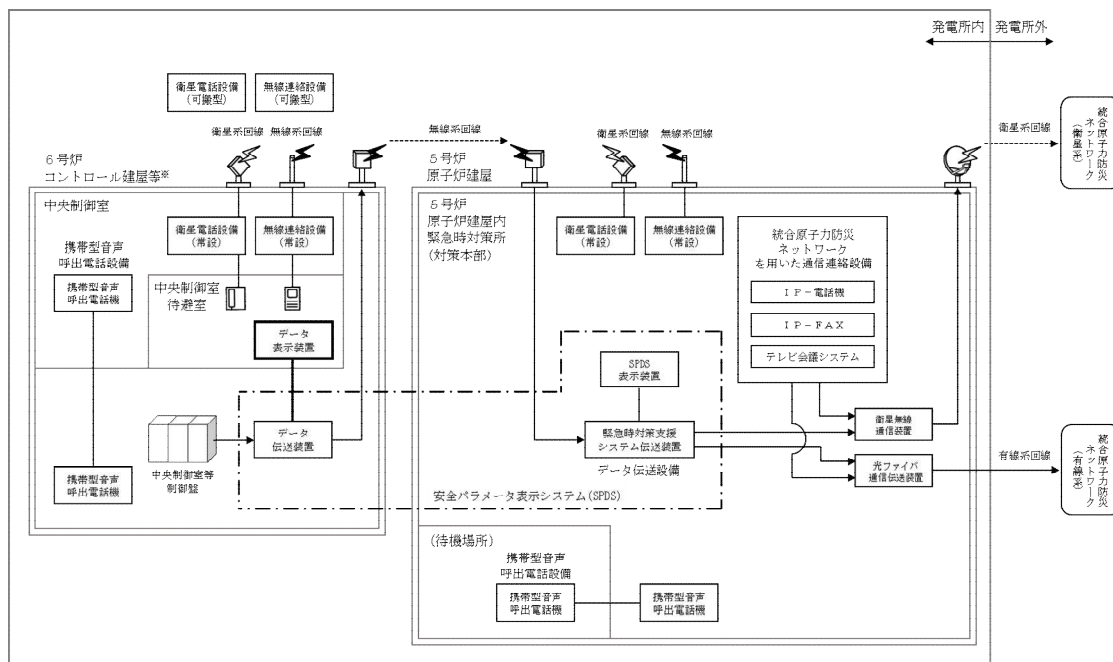 発電所内
発電所外
衛星電話設備
(可搬型)
無線連絡設備
(可搬型)
衛星系回線
無線系回線
無線系回線
衛星系回線
無線系回線
衛星系回線
統合原子力防災
ネットワーク
(衛星系)
6号炉
コントロール建屋等※
5号炉
原子炉建屋
中央制御室
衛星電話設備
(常設)
無線連絡設備
(常設)
携帯型音声
呼出電話設備
携帯型音声
呼出電話機
中央制御室
待避室
データ
表示装置
データ
伝送装置
中央制御室等
制御盤
携帯型音声
呼出電話機
5号炉
原子炉建屋内
緊急時対策所
(対策本部)
衛星電話設備
(常設)
無線連絡設備
(常設)
統合原子力防災
ネットワーク
を用いた通信連絡設備
IP-電話機
IP-FAX
テレビ会議システム
SPDS
表示装置
緊急時対策支援
システム伝送装置
データ伝送設備
安全パラメータ表示システム(SPDS)
衛星無線
通信装置
光ファイバ
通信伝送装置
有線系回線
統合原子力防災
ネットワーク
(有線系)
(待機場所)
携帯型音声
呼出電話設備
携帯型音声
呼出電話機
携帯型音声
呼出電話機